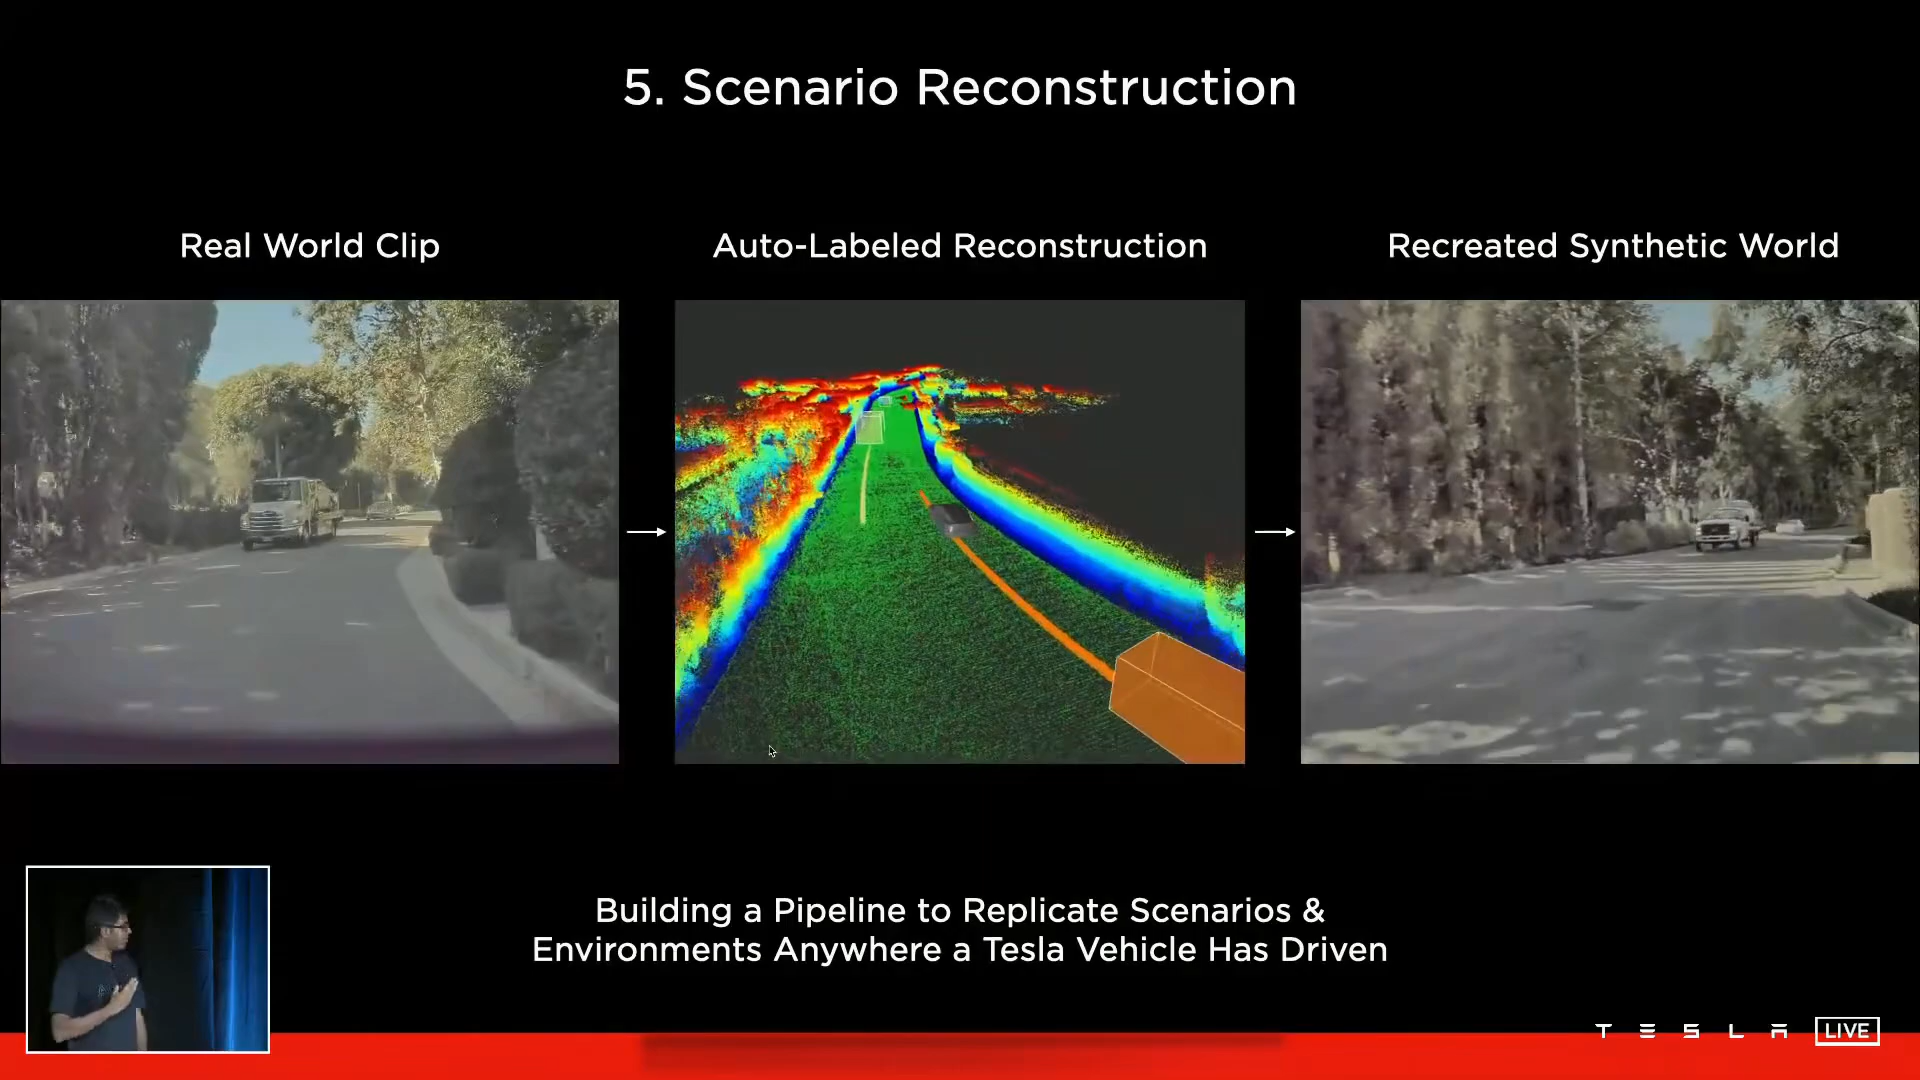 5. Scenario Reconstruction
Real World Clip
Auto-Labeled Reconstruction
Recreated Synthetic World
Building a Pipeline to Replicate Scenarios &
Environments Anywhere a Tesla Vehicle Has Driven
TESLA LIVE